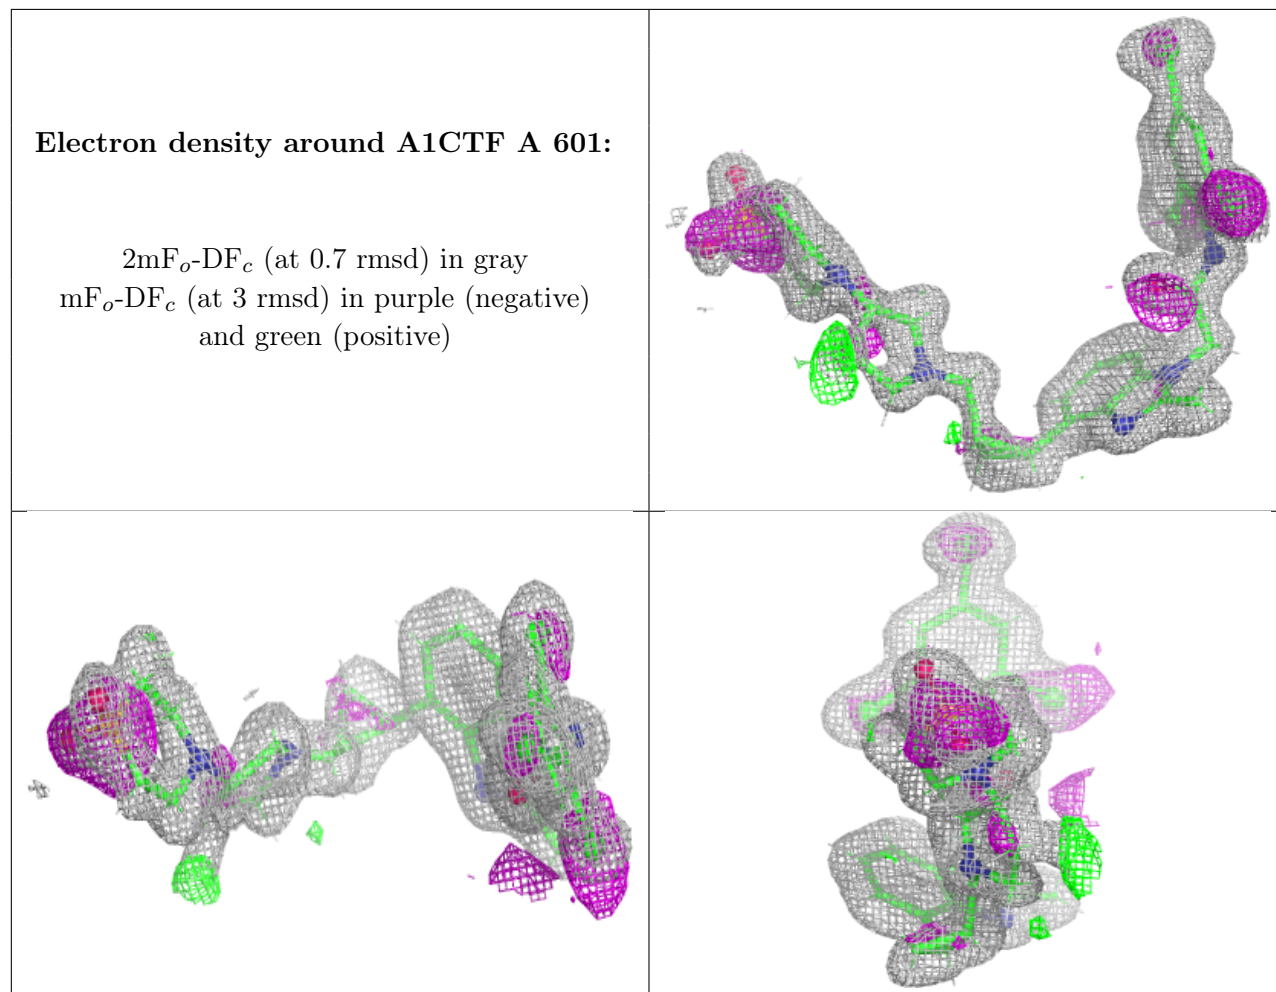 Electron density around A1CTF A 601:
2mFo-DFc (at 0.7 rmsd) in gray
mFo-DFc (at 3 rmsd) in purple (negative)
and green (positive)